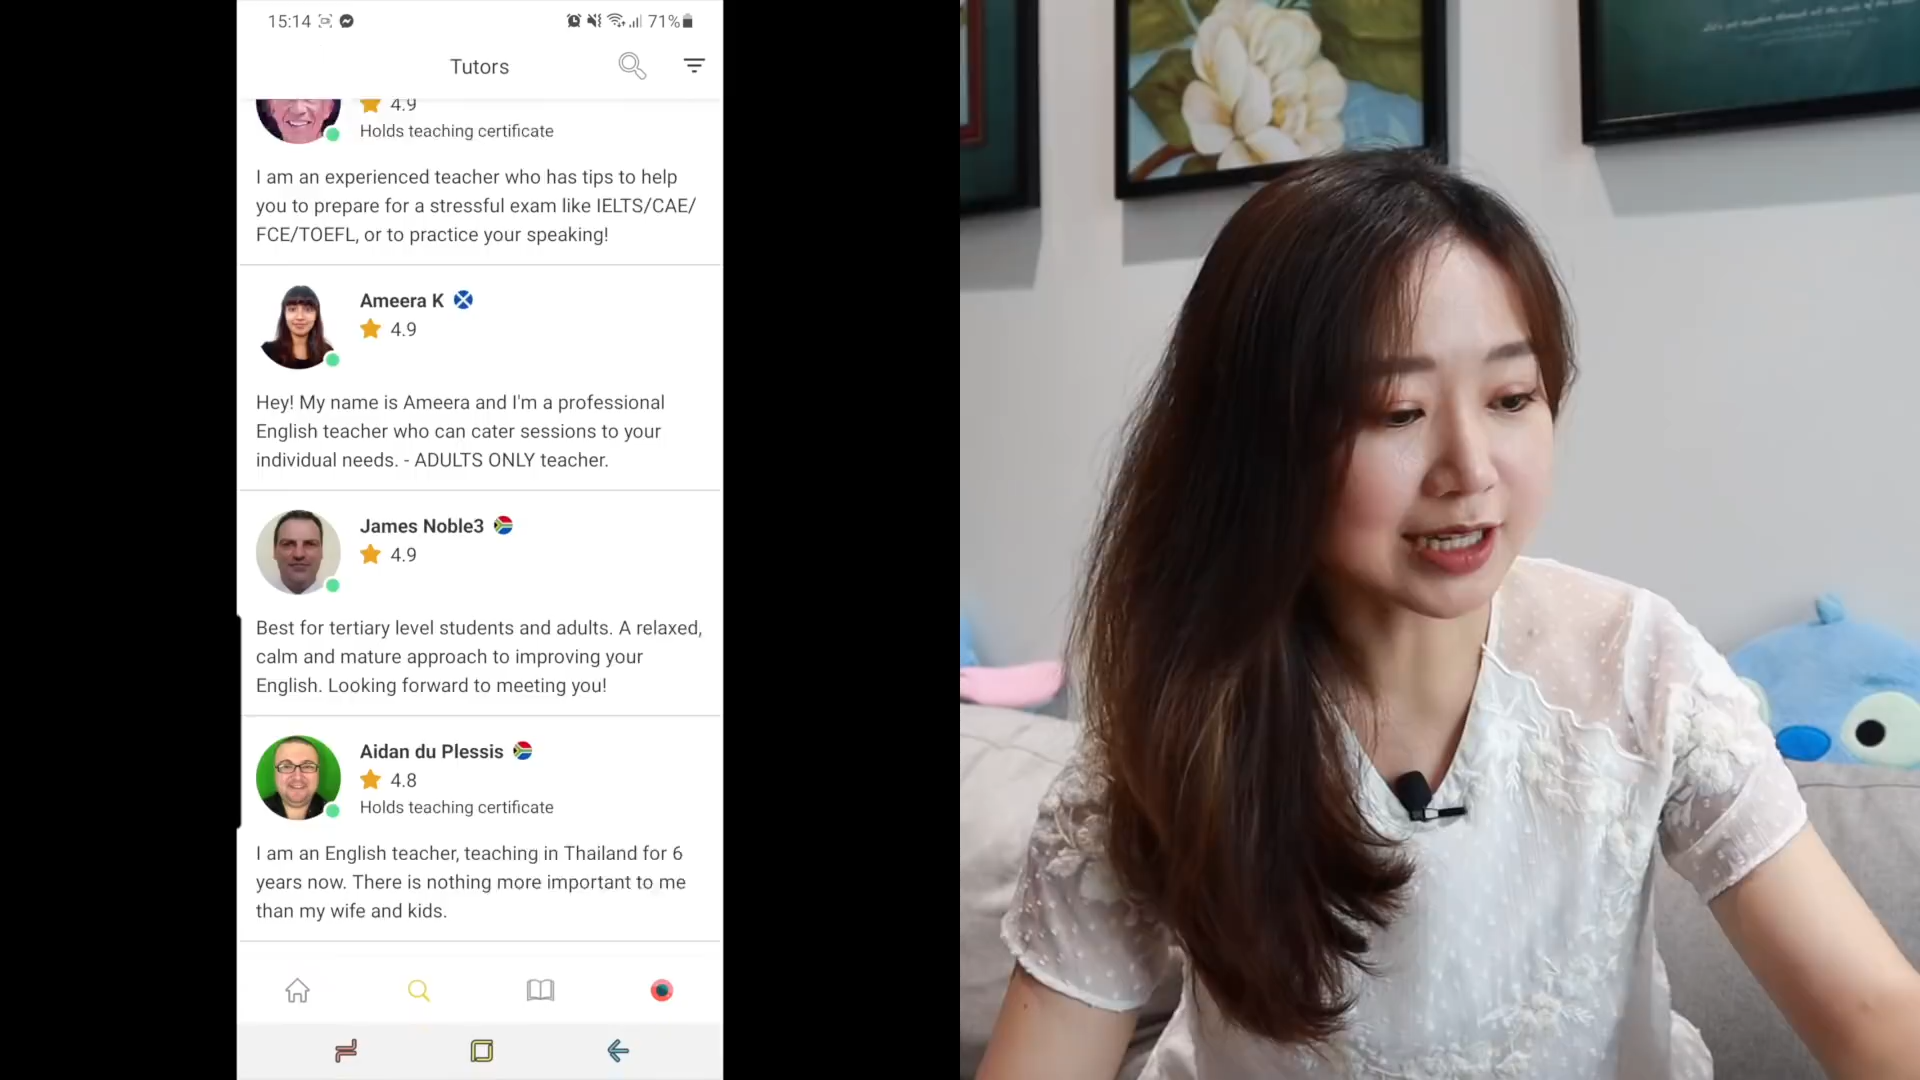 15:14
71%
Tutors
4.9
Holds teaching certificate
I am an experienced teacher who has tips to help
you to prepare for a stressful exam like IELTS/CAE/
FCE/TOEFL, or to practice your speaking!
Ameera K
4.9
Hey! My name is Ameera and I'm a professional
English teacher who can cater sessions to your
individual needs. - ADULTS ONLY teacher.
James Noble3
4.9
Best for tertiary level students and adults. A relaxed,
calm and mature approach to improving your
English. Looking forward to meeting you!
Aidan du Plessis
4.8
Holds teaching certificate
I am an English teacher, teaching in Thailand for 6
years now. There is nothing more important to me
than my wife and kids.